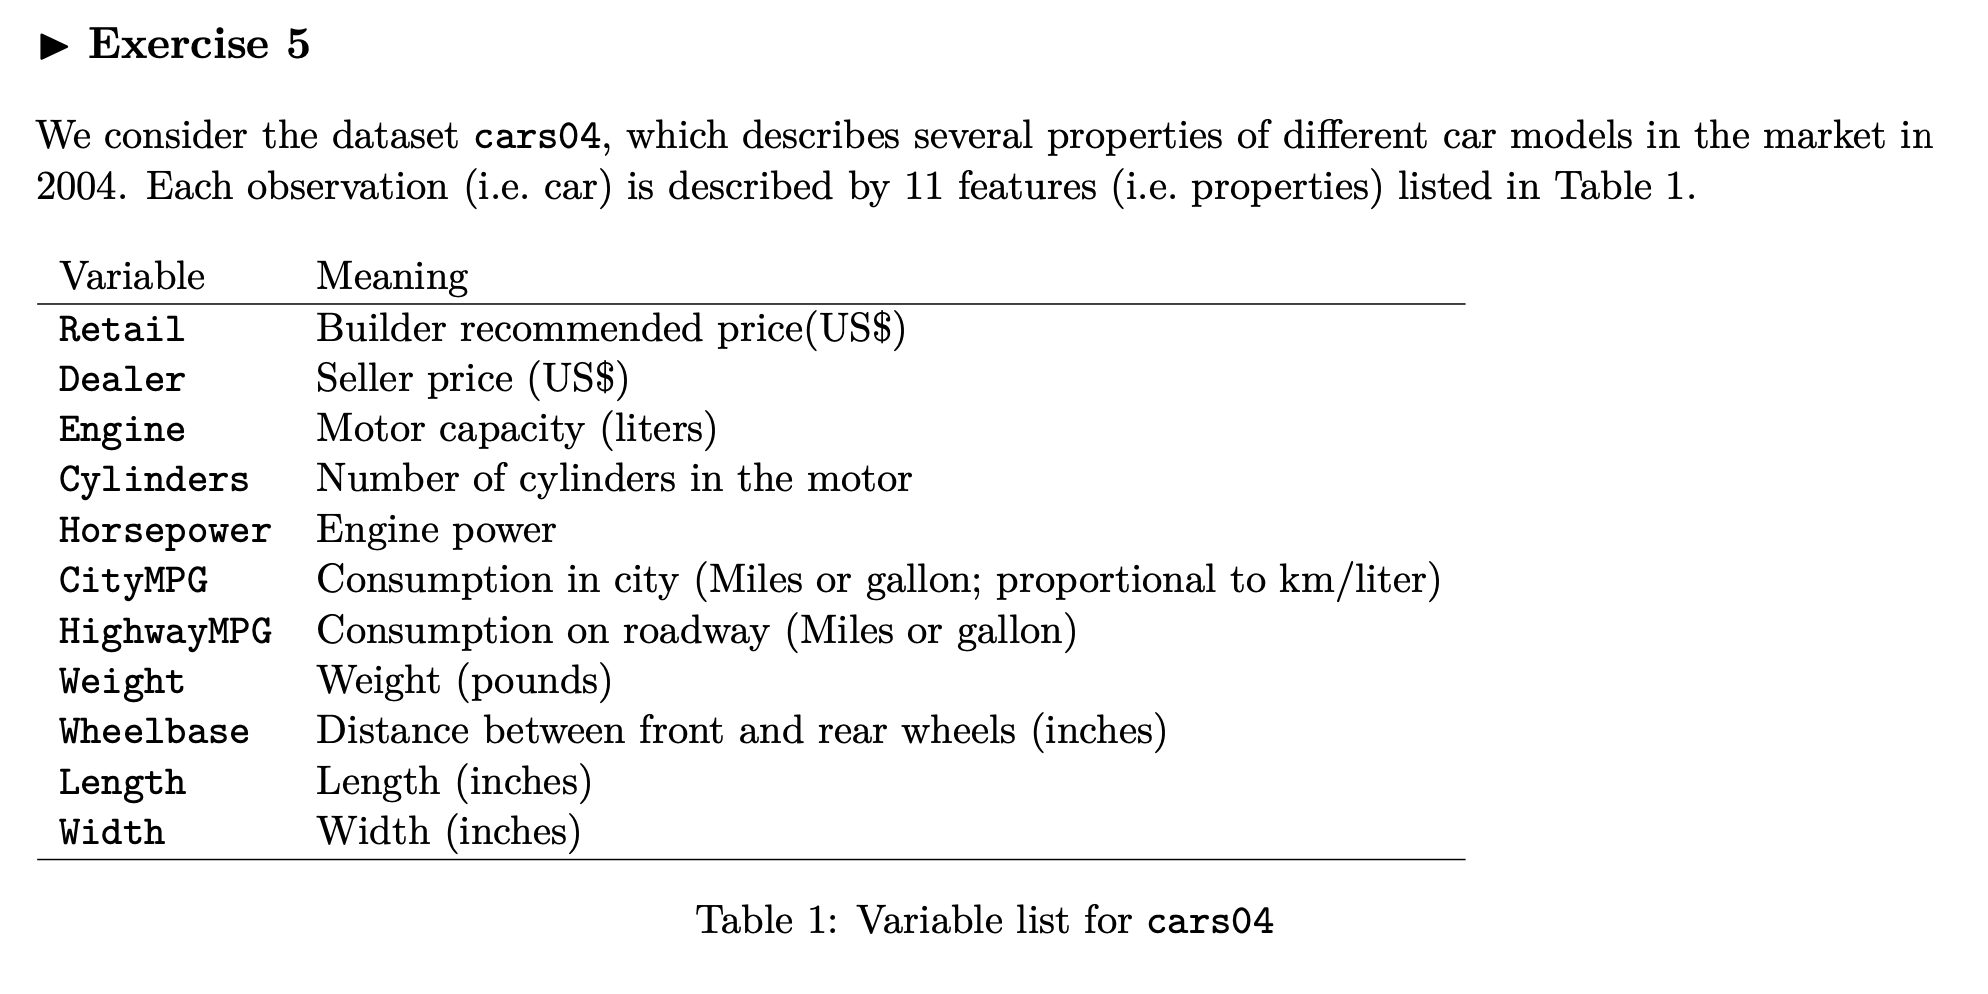 ▶ Exercise 5
We consider the dataset cars04, which describes several properties of different car models in the market in
2004. Each observation (i.e. car) is described by 11 features (i.e. properties) listed in Table 1.
Variable Meaning
Retail Builder recommended price(US$)
Dealer Seller price (US$)
Engine Motor capacity (liters)
Cylinders Number of cylinders in the motor
Horsepower Engine power
CityMPG Consumption in city (Miles or gallon; proportional to km/liter)
HighwayMPG Consumption on roadway (Miles or gallon)
Weight Weight (pounds)
Wheelbase Distance between front and rear wheels (inches)
Length Length (inches)
Width Width (inches)
Table 1: Variable list for cars04